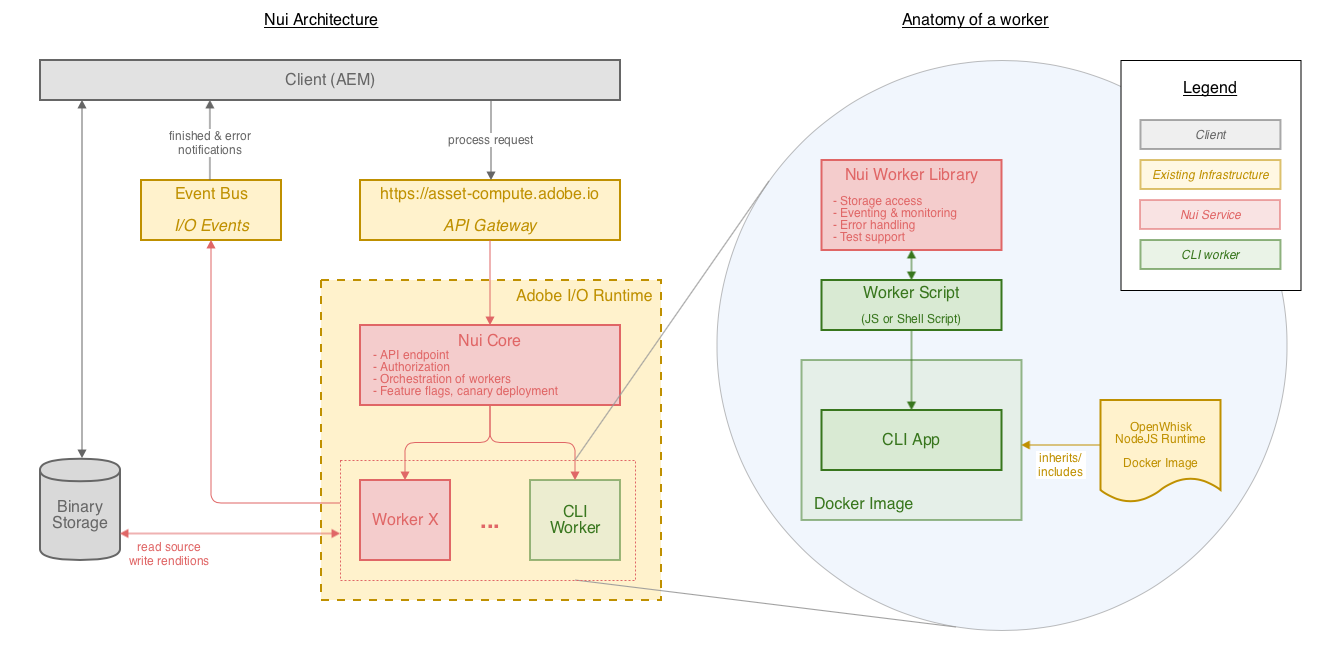 Nui Architecture
Client (AEM)
finished & error
notifications
process request
Event Bus
I/O Events
https://asset-compute.adobe.io
API Gateway
Adobe I/O Runtime
Nui Core
- API endpoint
- Authorization
- Orchestration of workers
- Feature flags, canary deployment
Worker X
...
CLI
Worker
Binary
Storage
read source
write renditions
Anatomy of a worker
Nui Worker Library
- Storage access
- Eventing & monitoring
- Error handling
- Test support
Worker Script
(JS or Shell Script)
CLI App
Docker Image
inherits/
includes
OpenWhisk
NodeJS Runtime
Docker Image
Legend
Client
Existing Infrastructure
Nui Service
CLI worker